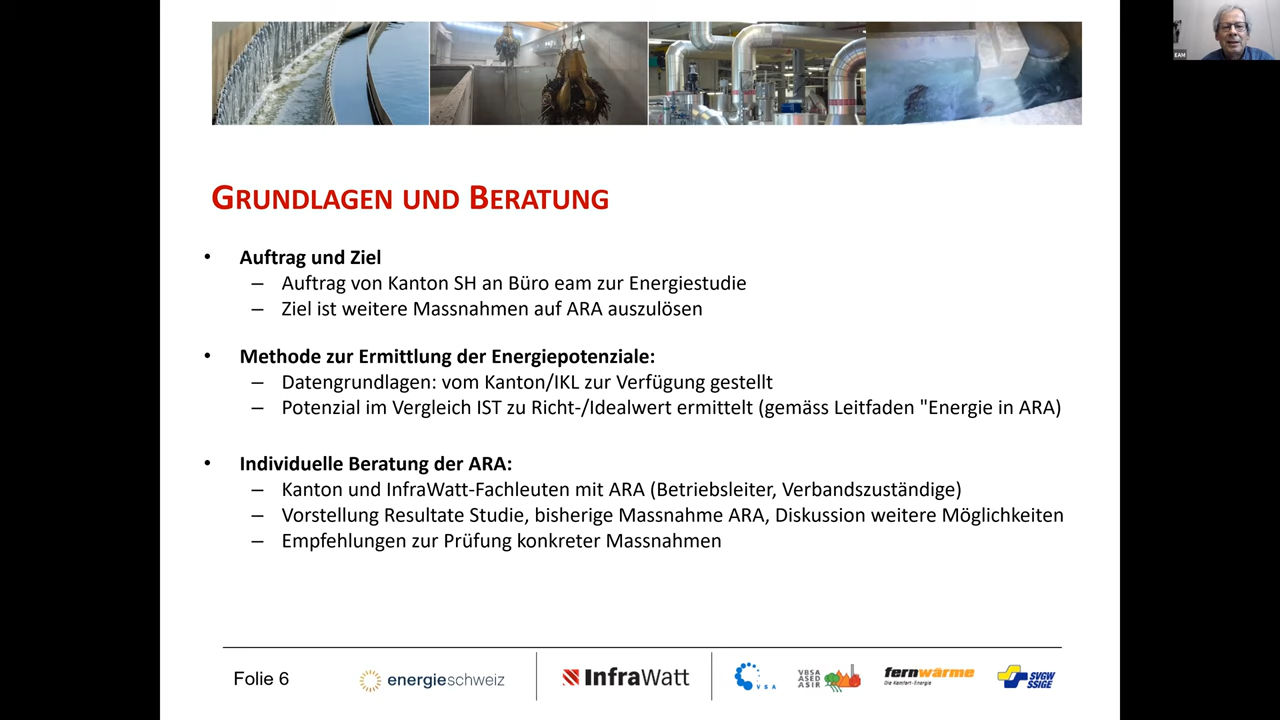 EAM
GRUNDLAGEN UND BERATUNG
• Auftrag und Ziel
– Auftrag von Kanton SH an Büro eam zur Energiestudie
– Ziel ist weitere Massnahmen auf ARA auszulösen
• Methode zur Ermittlung der Energiepotenziale:
– Datengrundlagen: vom Kanton/IKL zur Verfügung gestellt
– Potenzial im Vergleich IST zu Richt-/Idealwert ermittelt (gemäss Leitfaden "Energie in ARA)
• Individuelle Beratung der ARA:
– Kanton und InfraWatt-Fachleuten mit ARA (Betriebsleiter, Verbandszuständige)
– Vorstellung Resultate Studie, bisherige Massnahme ARA, Diskussion weitere Möglichkeiten
– Empfehlungen zur Prüfung konkreter Massnahmen
Folie 6
energieschweiz
InfraWatt
VSA
VBSA
ASED
ASIR
fernwärme
Die Komfort-Energie
SVGW
SSIGE